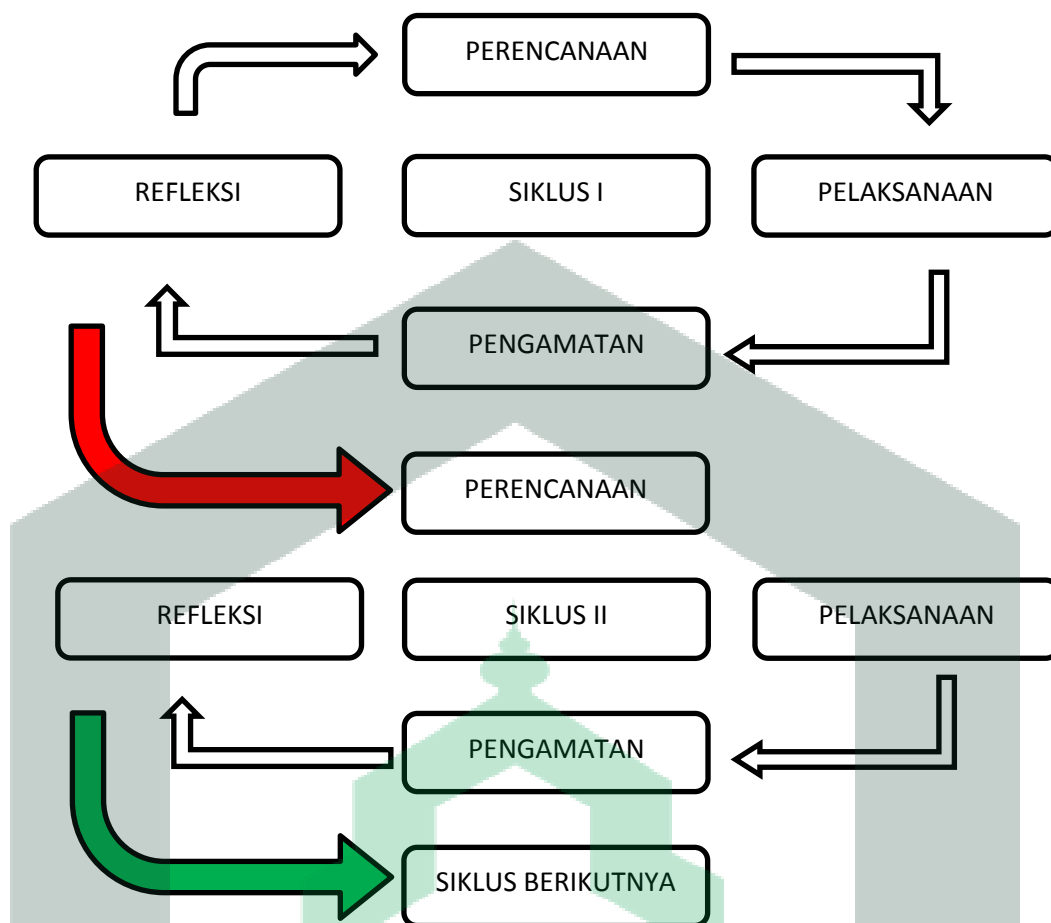 PERENCANAAN
REFLEKSI
SIKLUS I
PELAKSANAAN
PENGAMATAN
PERENCANAAN
REFLEKSI
SIKLUS II
PELAKSANAAN
PENGAMATAN
SIKLUS BERIKUTNYA